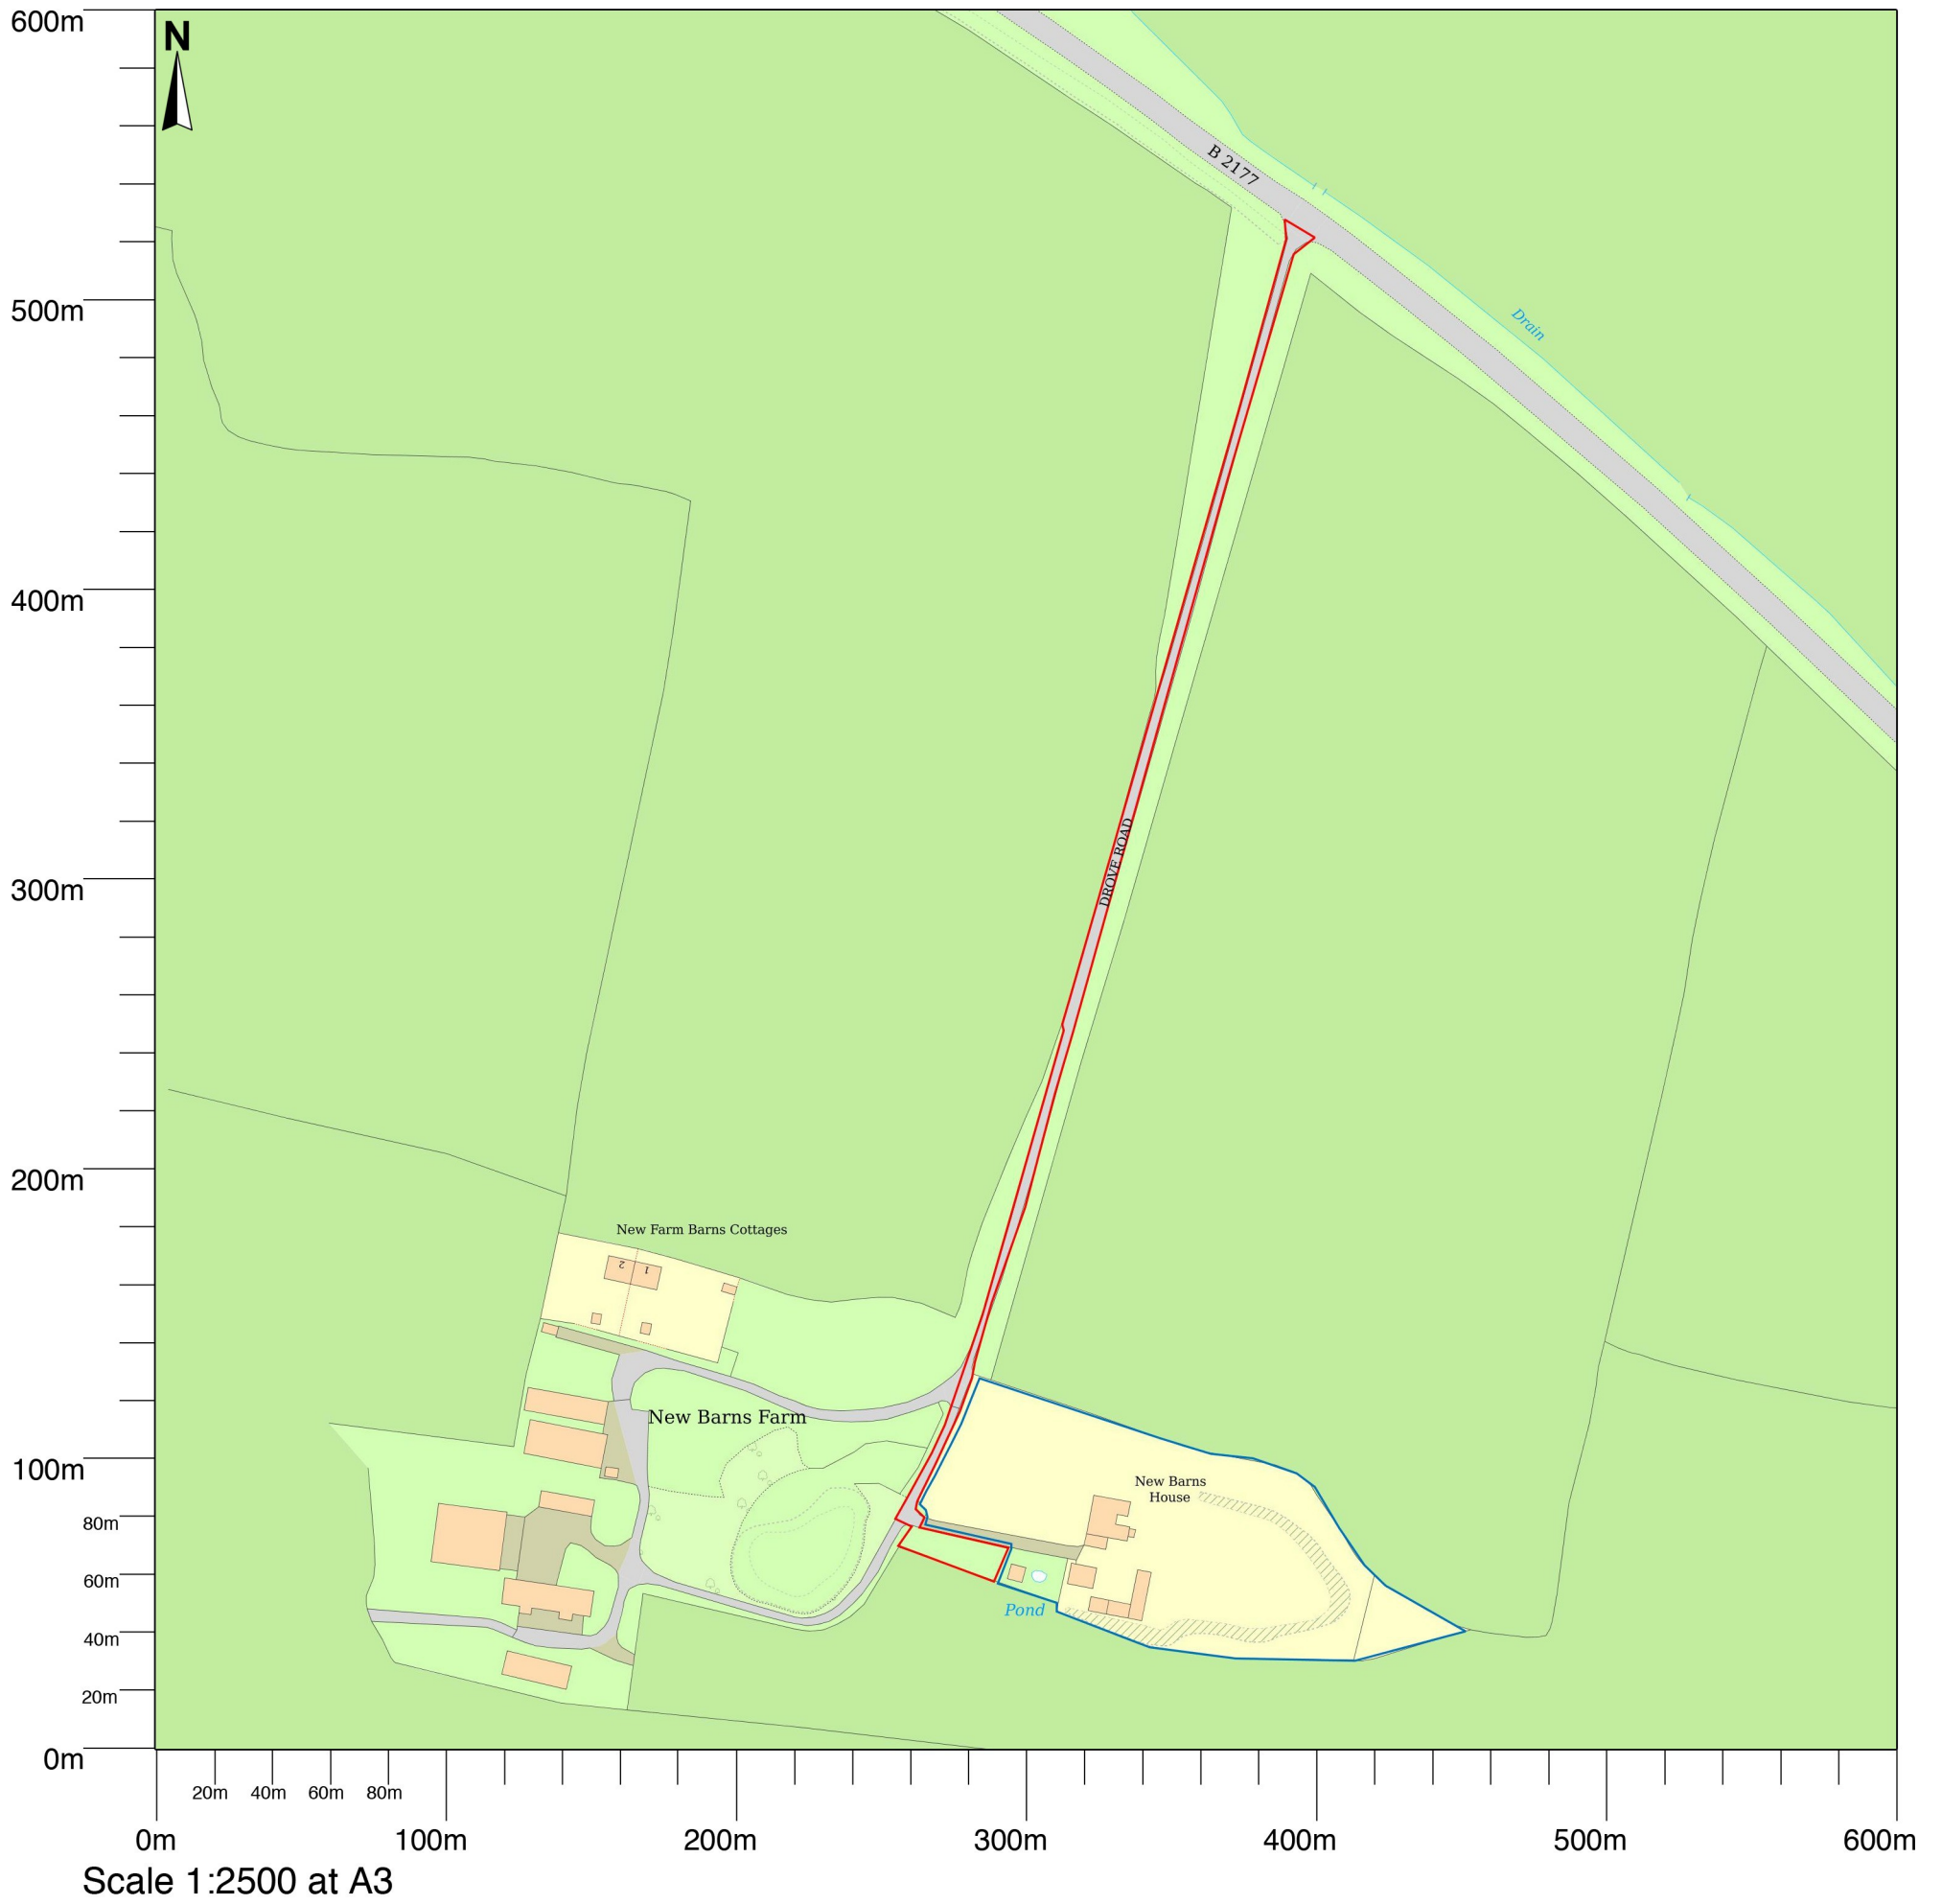 600m
N
B 2177
500m
Drain
400m
DROVE ROAD
300m
200m
New Farm Barns Cottages
2
1
New Barns Farm
100m
New Barns
House
80m
60m
Pond
40m
20m
0m
20m 40m 60m 80m
0m 100m 200m 300m 400m 500m 600m
Scale 1:2500 at A3